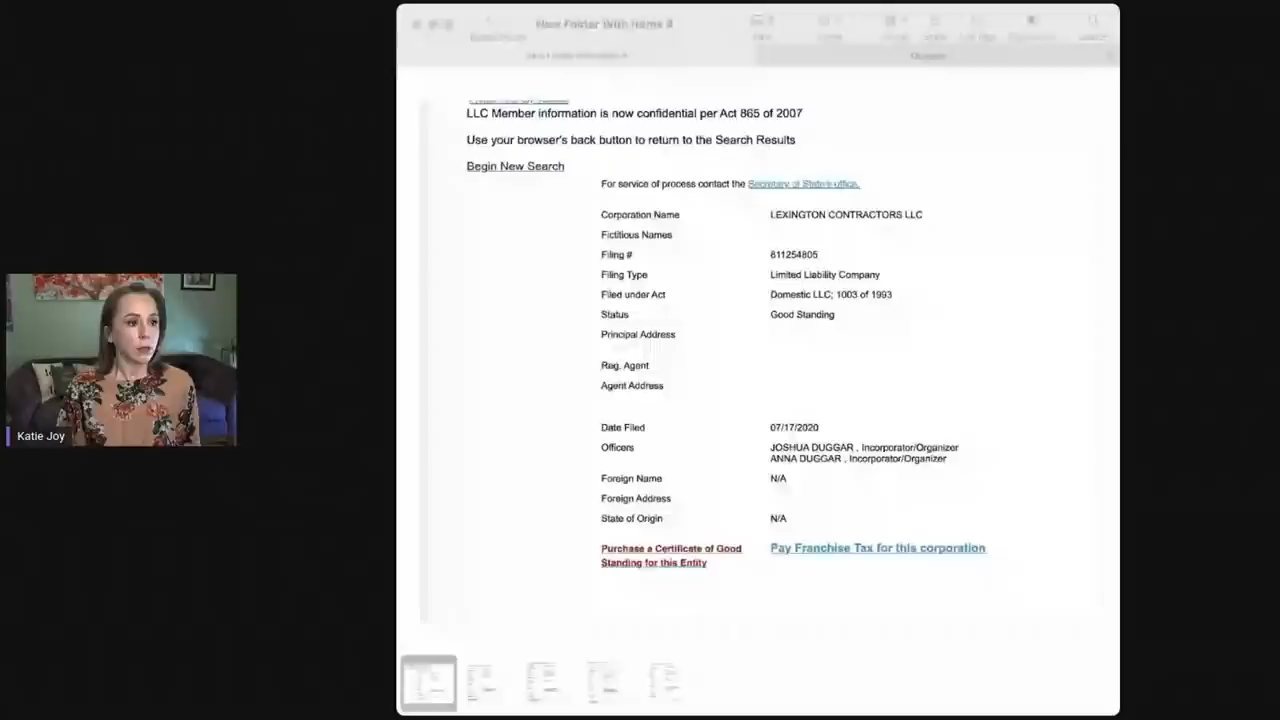 New Folder With Items 8
LLC Member information is now confidential per Act 865 of 2007
Use your browser's back button to return to the Search Results
Begin New Search
For service of process contact the Secretary of State's office.
Corporation Name LEXINGTON CONTRACTORS LLC
Fictitious Names
Filing # 811254805
Filing Type Limited Liability Company
Filed under Act Domestic LLC; 1003 of 1993
Status Good Standing
Principal Address
Reg. Agent
Agent Address
Date Filed 07/17/2020
Officers JOSHUA DUGGAR , Incorporator/Organizer
ANNA DUGGAR , Incorporator/Organizer
Foreign Name N/A
Foreign Address
State of Origin N/A
Purchase a Certificate of Good Pay Franchise Tax for this corporation
Standing for this Entity
Katie Joy